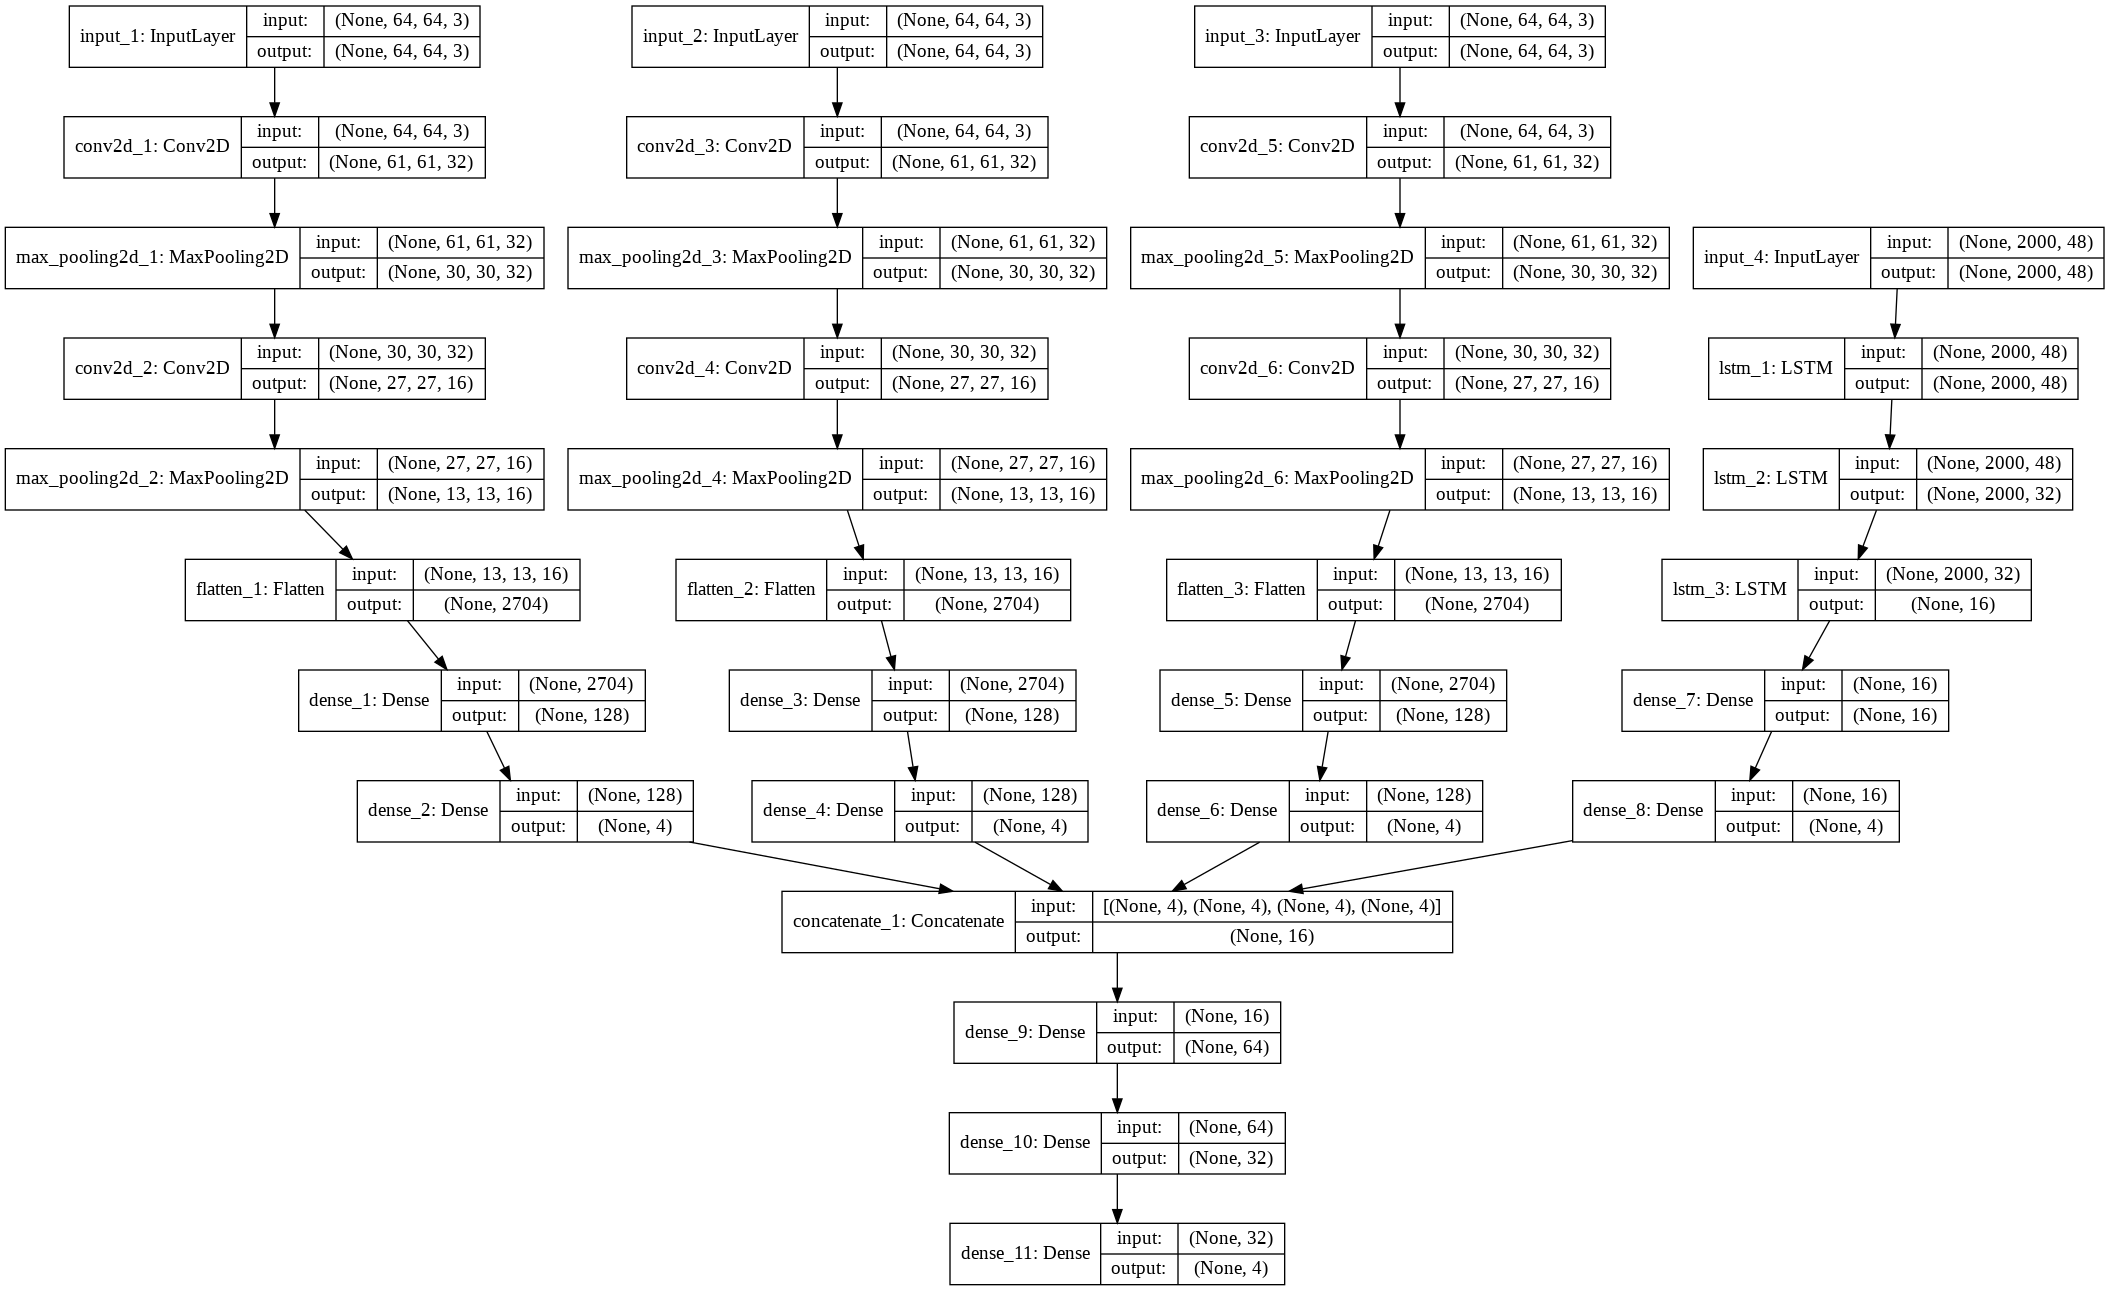 input_1: InputLayer
input: (None, 64, 64, 3)
output: (None, 64, 64, 3)
input_2: InputLayer
input: (None, 64, 64, 3)
output: (None, 64, 64, 3)
input_3: InputLayer
input: (None, 64, 64, 3)
output: (None, 64, 64, 3)
conv2d_1: Conv2D
input: (None, 64, 64, 3)
output: (None, 61, 61, 32)
conv2d_3: Conv2D
input: (None, 64, 64, 3)
output: (None, 61, 61, 32)
conv2d_5: Conv2D
input: (None, 64, 64, 3)
output: (None, 61, 61, 32)
max_pooling2d_1: MaxPooling2D
input: (None, 61, 61, 32)
output: (None, 30, 30, 32)
max_pooling2d_3: MaxPooling2D
input: (None, 61, 61, 32)
output: (None, 30, 30, 32)
max_pooling2d_5: MaxPooling2D
input: (None, 61, 61, 32)
output: (None, 30, 30, 32)
input_4: InputLayer
input: (None, 2000, 48)
output: (None, 2000, 48)
conv2d_2: Conv2D
input: (None, 30, 30, 32)
output: (None, 27, 27, 16)
conv2d_4: Conv2D
input: (None, 30, 30, 32)
output: (None, 27, 27, 16)
conv2d_6: Conv2D
input: (None, 30, 30, 32)
output: (None, 27, 27, 16)
lstm_1: LSTM
input: (None, 2000, 48)
output: (None, 2000, 48)
max_pooling2d_2: MaxPooling2D
input: (None, 27, 27, 16)
output: (None, 13, 13, 16)
max_pooling2d_4: MaxPooling2D
input: (None, 27, 27, 16)
output: (None, 13, 13, 16)
max_pooling2d_6: MaxPooling2D
input: (None, 27, 27, 16)
output: (None, 13, 13, 16)
lstm_2: LSTM
input: (None, 2000, 48)
output: (None, 2000, 32)
flatten_1: Flatten
input: (None, 13, 13, 16)
output: (None, 2704)
flatten_2: Flatten
input: (None, 13, 13, 16)
output: (None, 2704)
flatten_3: Flatten
input: (None, 13, 13, 16)
output: (None, 2704)
lstm_3: LSTM
input: (None, 2000, 32)
output: (None, 16)
dense_1: Dense
input: (None, 2704)
output: (None, 128)
dense_3: Dense
input: (None, 2704)
output: (None, 128)
dense_5: Dense
input: (None, 2704)
output: (None, 128)
dense_7: Dense
input: (None, 16)
output: (None, 16)
dense_2: Dense
input: (None, 128)
output: (None, 4)
dense_4: Dense
input: (None, 128)
output: (None, 4)
dense_6: Dense
input: (None, 128)
output: (None, 4)
dense_8: Dense
input: (None, 16)
output: (None, 4)
concatenate_1: Concatenate
input: [(None, 4), (None, 4), (None, 4), (None, 4)]
output: (None, 16)
dense_9: Dense
input: (None, 16)
output: (None, 64)
dense_10: Dense
input: (None, 64)
output: (None, 32)
dense_11: Dense
input: (None, 32)
output: (None, 4)